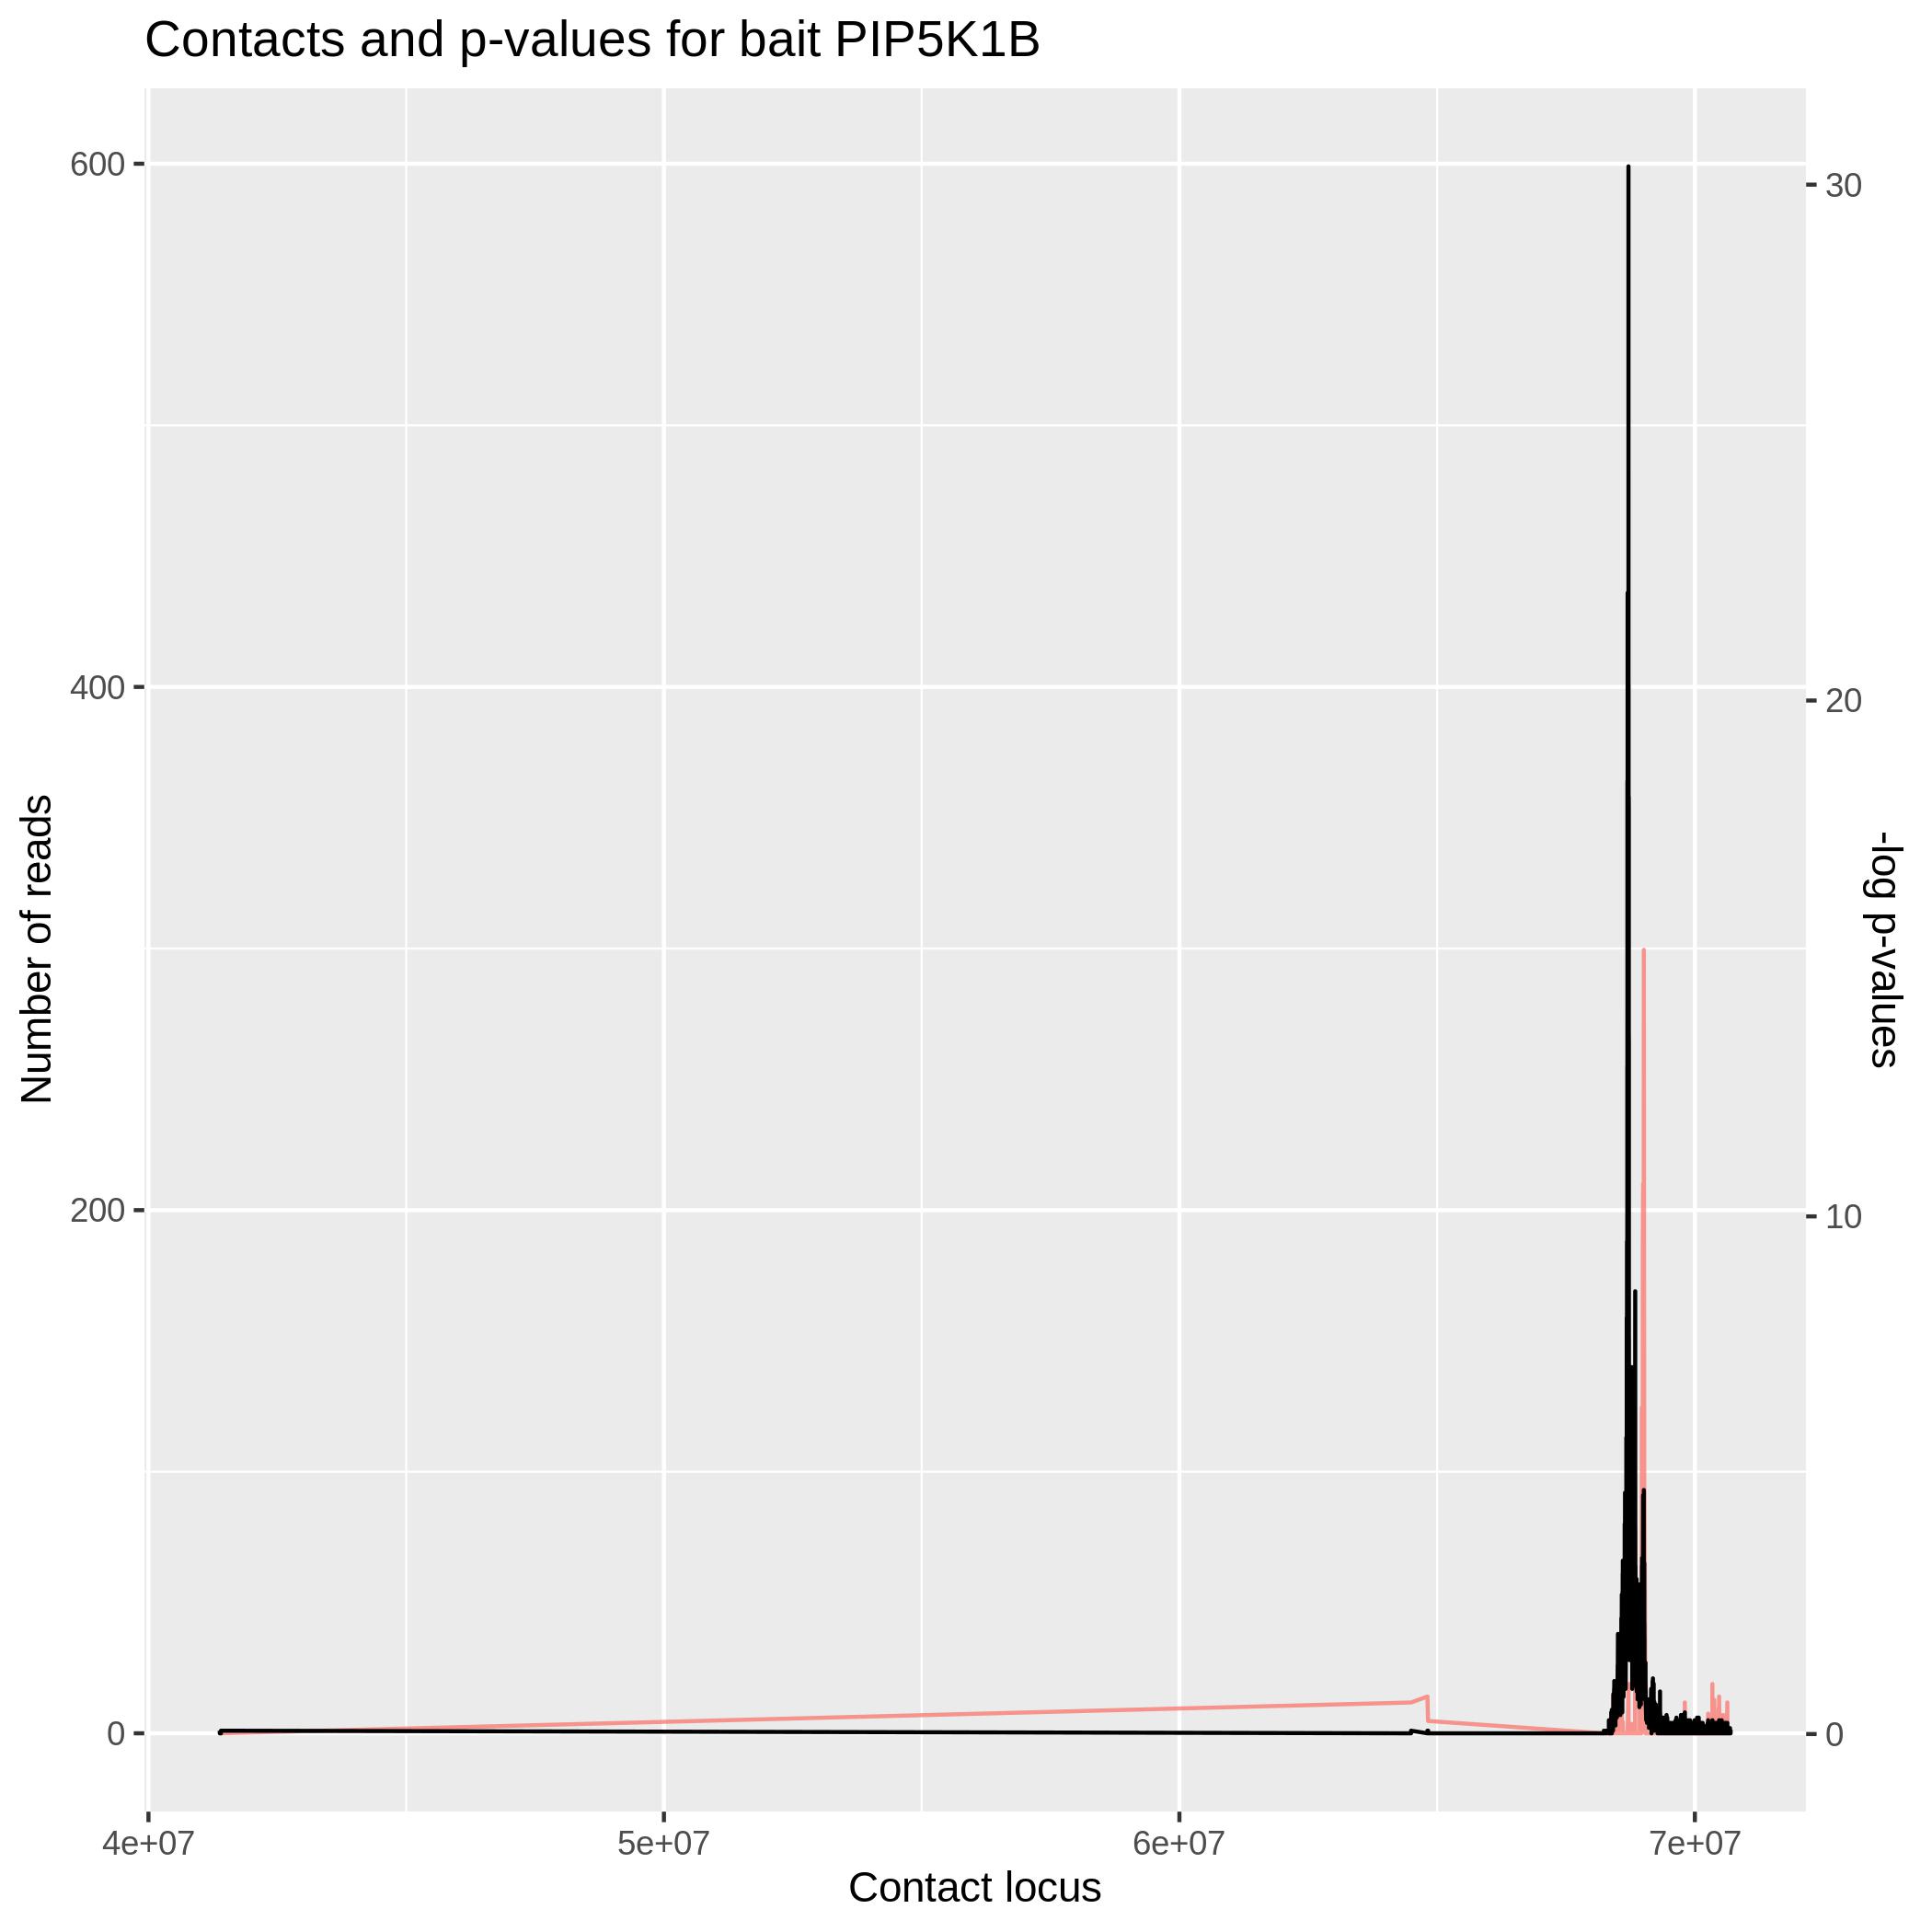 Contacts and p-values for bait PIP5K1B
600
400
200
0
30
20
10
0
Number of reads
-log p-values
4e+07
5e+07
6e+07
7e+07
Contact locus